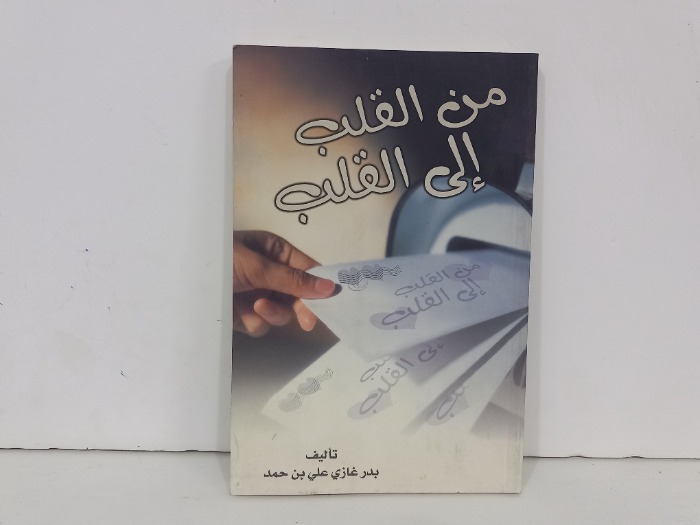 من القلب
إلى القلب
من القلب
إلى القلب
إلى القلب
تأليف
بدر غازي علي بن حمد